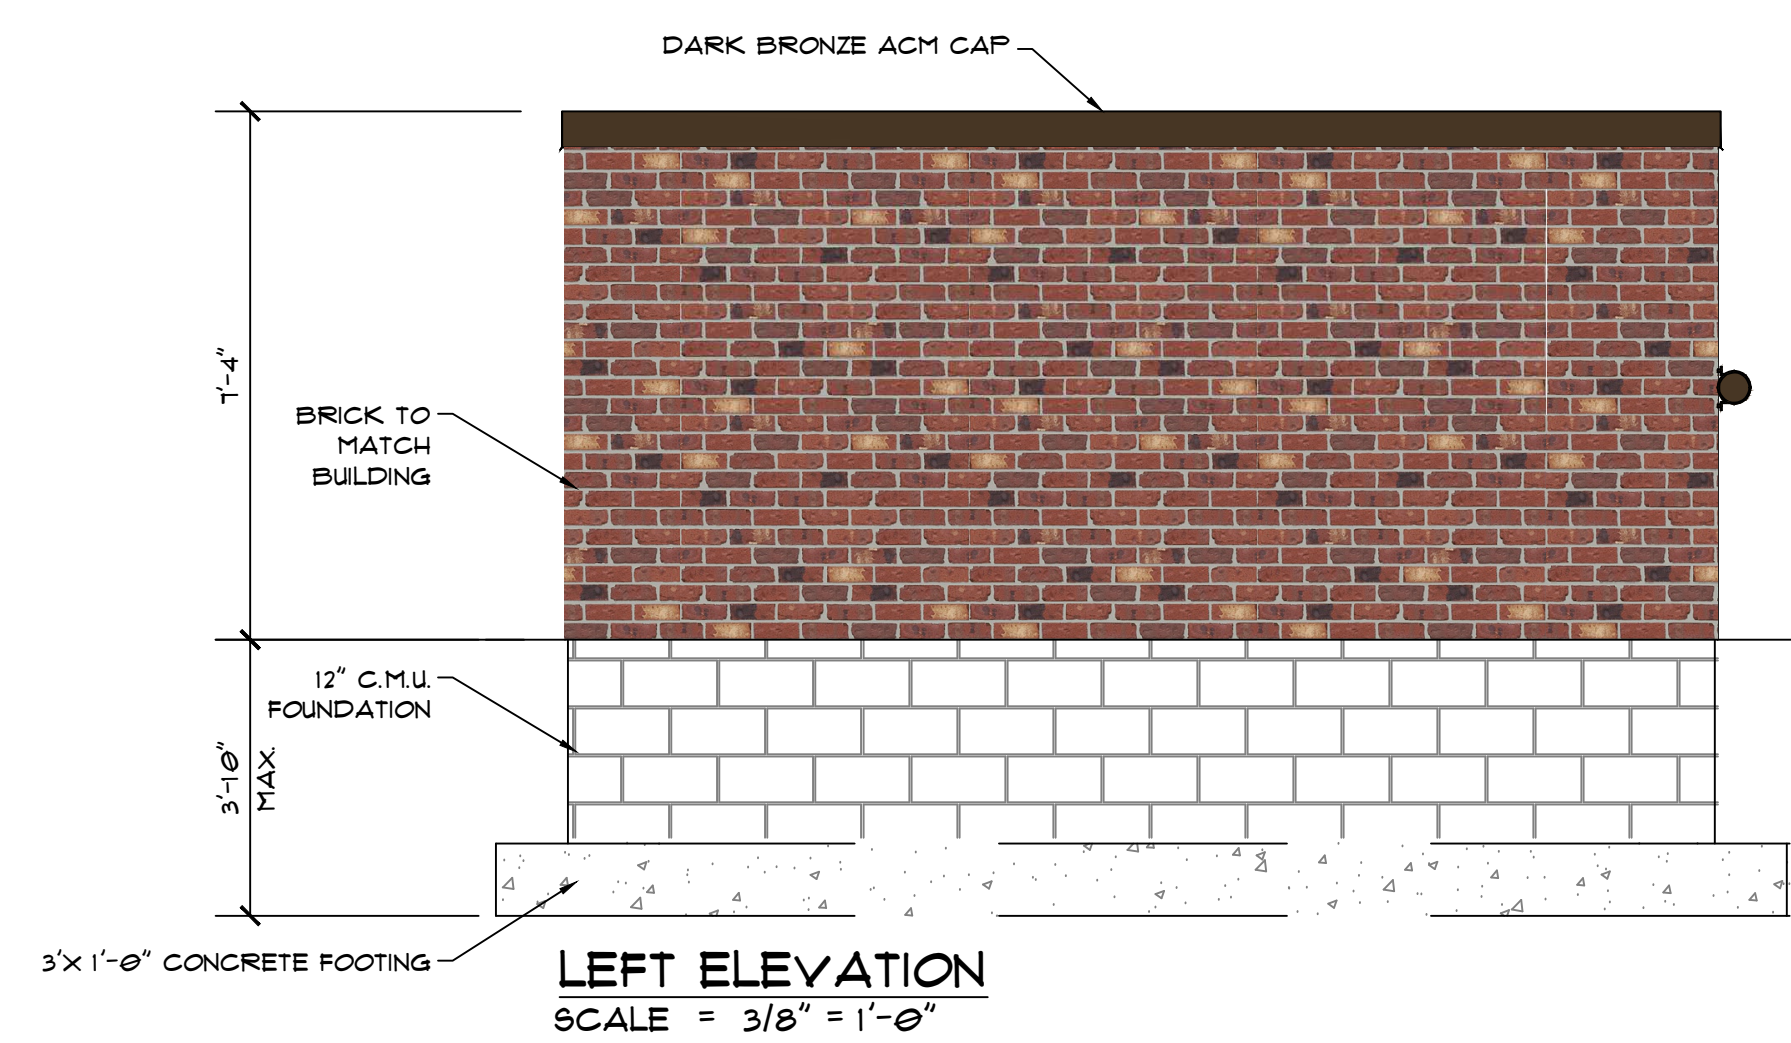 DARK BRONZE ACM CAP
7'-4"
BRICK TO
MATCH
BUILDING
12" C.M.U.
FOUNDATION
3'-10"
MAX.
3'X 1'-0" CONCRETE FOOTING
LEFT ELEVATION
SCALE = 3/8" = 1'-0"